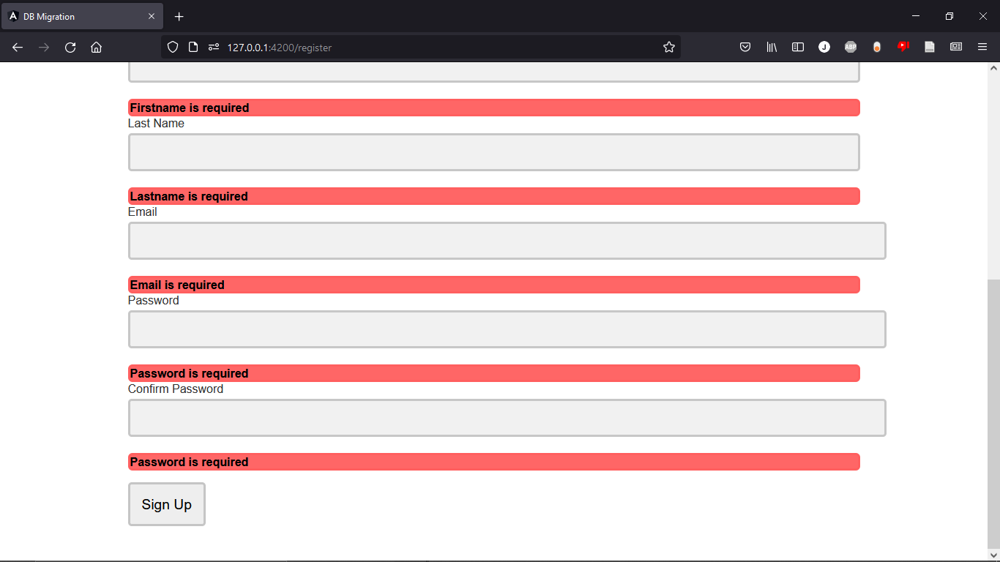 DB Migration
127.0.0.1:4200/register
J
ABP
Firstname is required
Last Name
Lastname is required
Email
Email is required
Password
Password is required
Confirm Password
Password is required
Sign Up